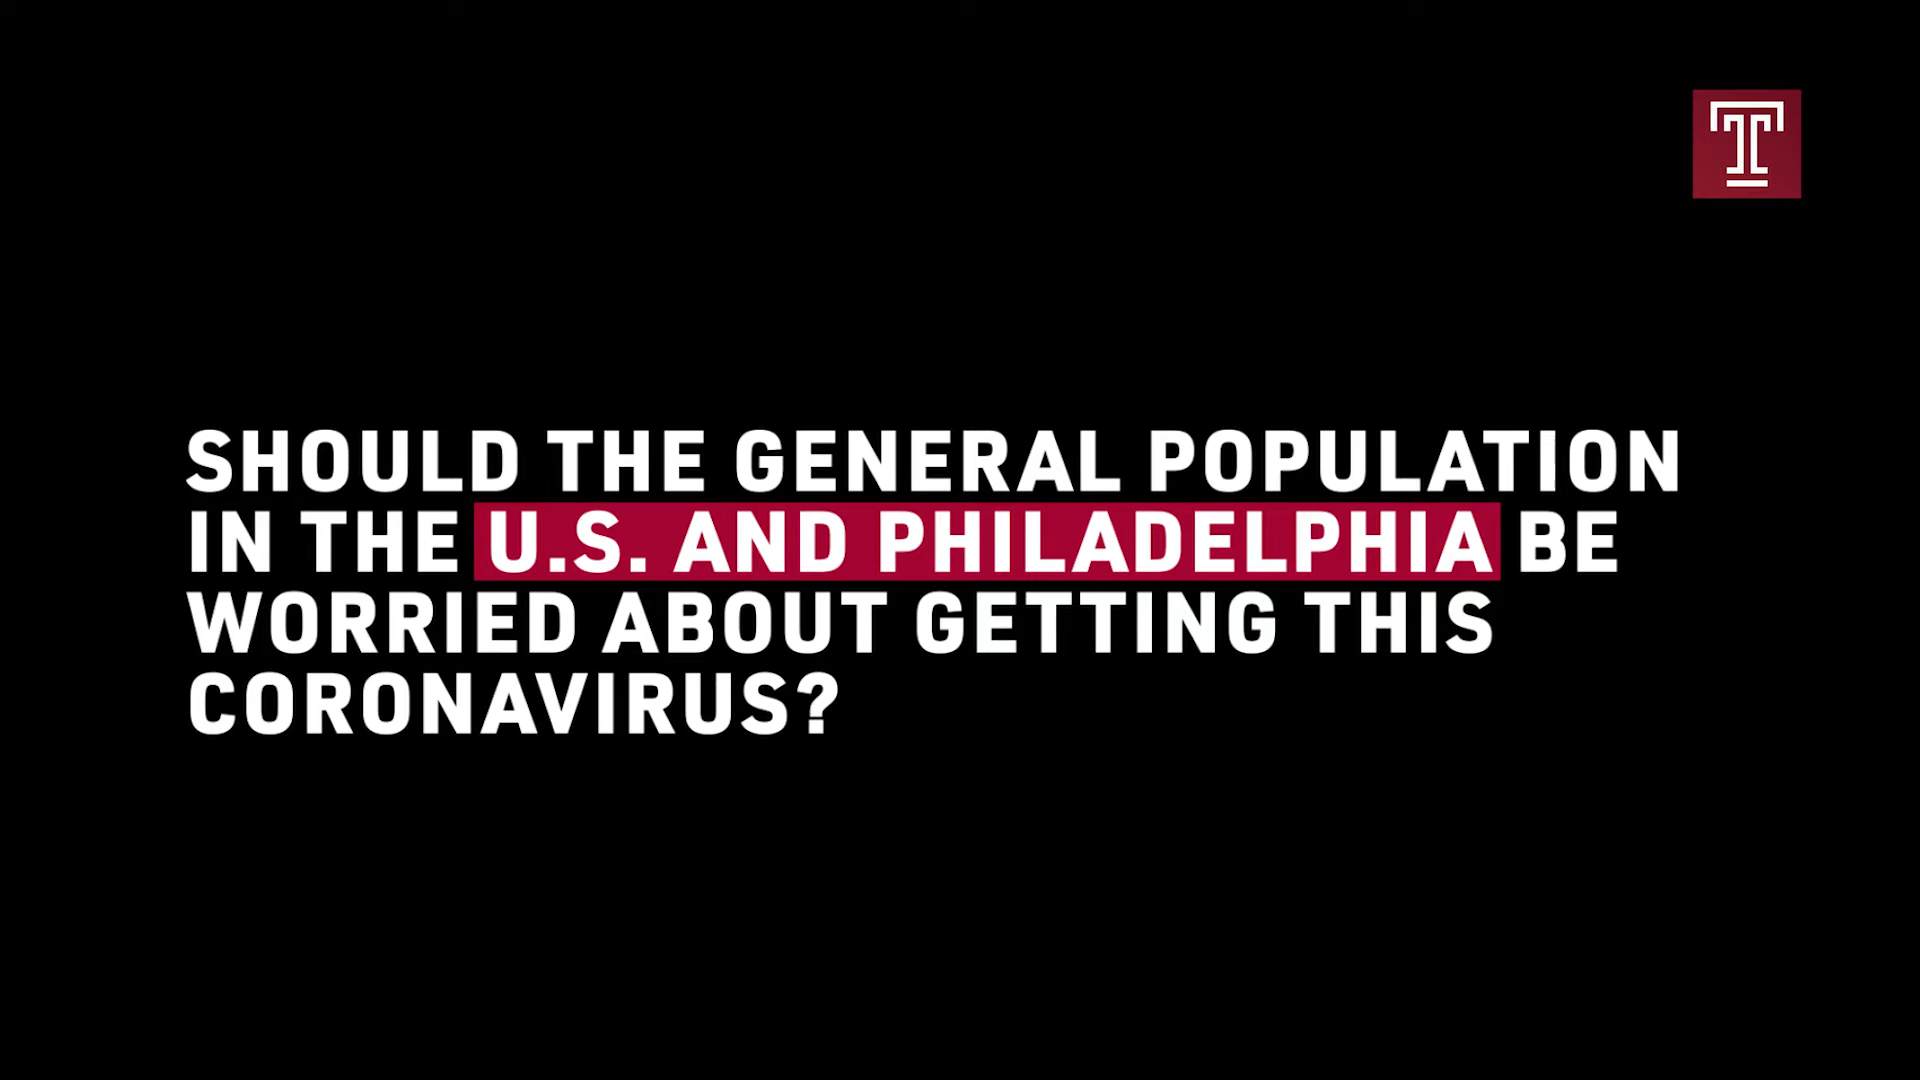 SHOULD THE GENERAL POPULATION
IN THE U.S. AND PHILADELPHIA BE
WORRIED ABOUT GETTING THIS
CORONAVIRUS?